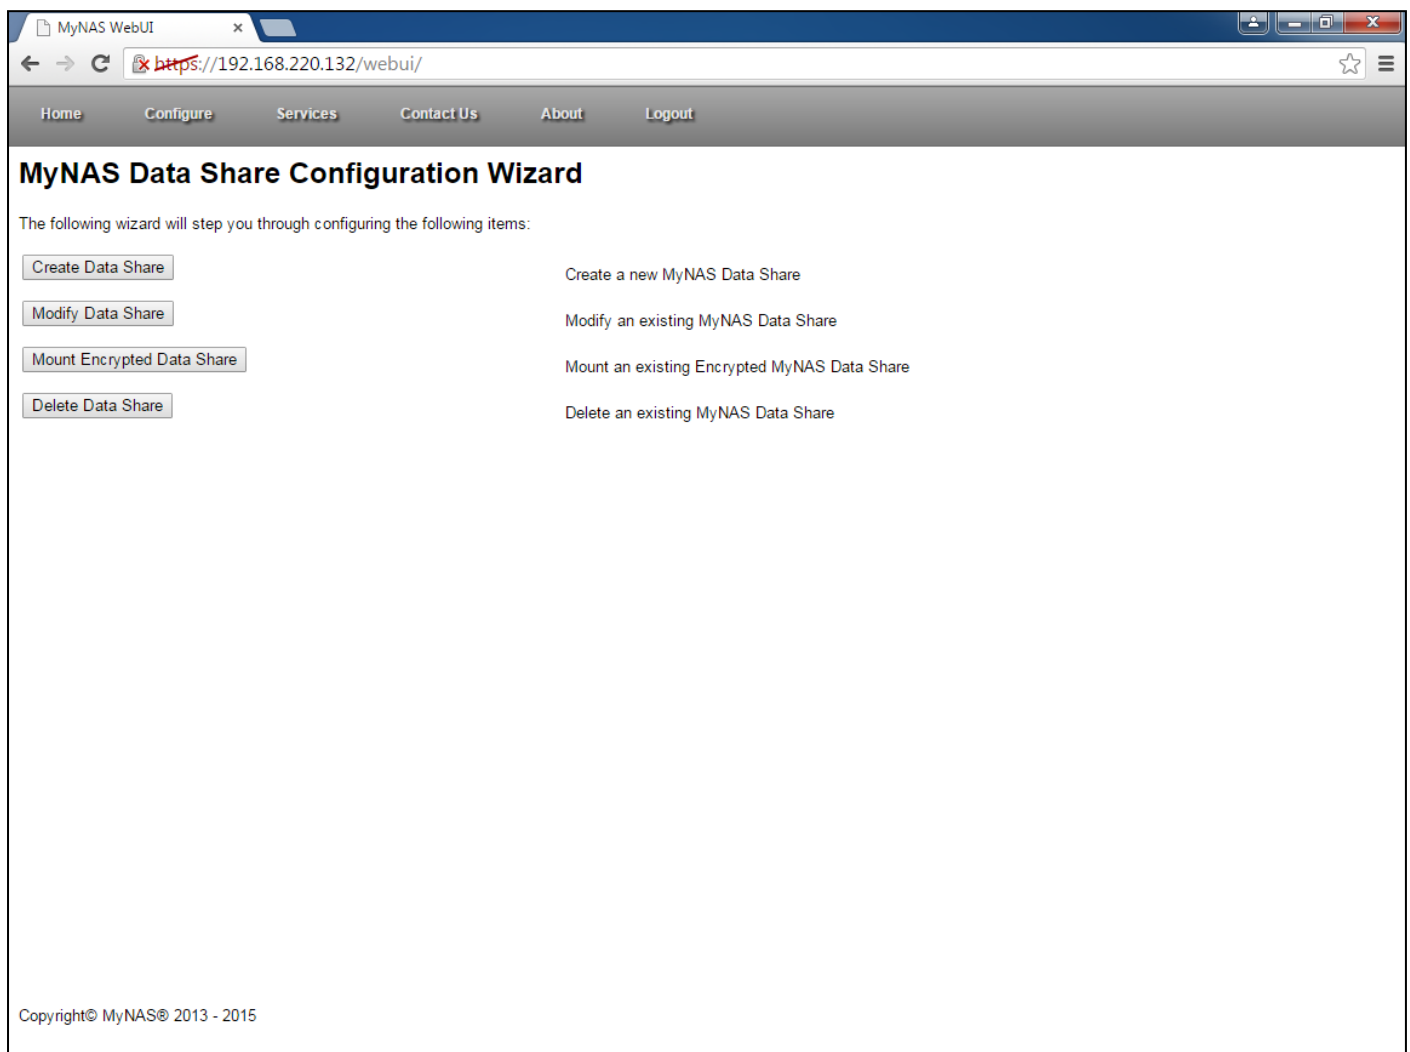 MyNAS WebUI
https://192.168.220.132/webui/
Home Configure Services Contact Us About Logout
MyNAS Data Share Configuration Wizard
The following wizard will step you through configuring the following items:
Create Data Share Create a new MyNAS Data Share
Modify Data Share Modify an existing MyNAS Data Share
Mount Encrypted Data Share Mount an existing Encrypted MyNAS Data Share
Delete Data Share Delete an existing MyNAS Data Share
Copyright© MyNAS® 2013 - 2015